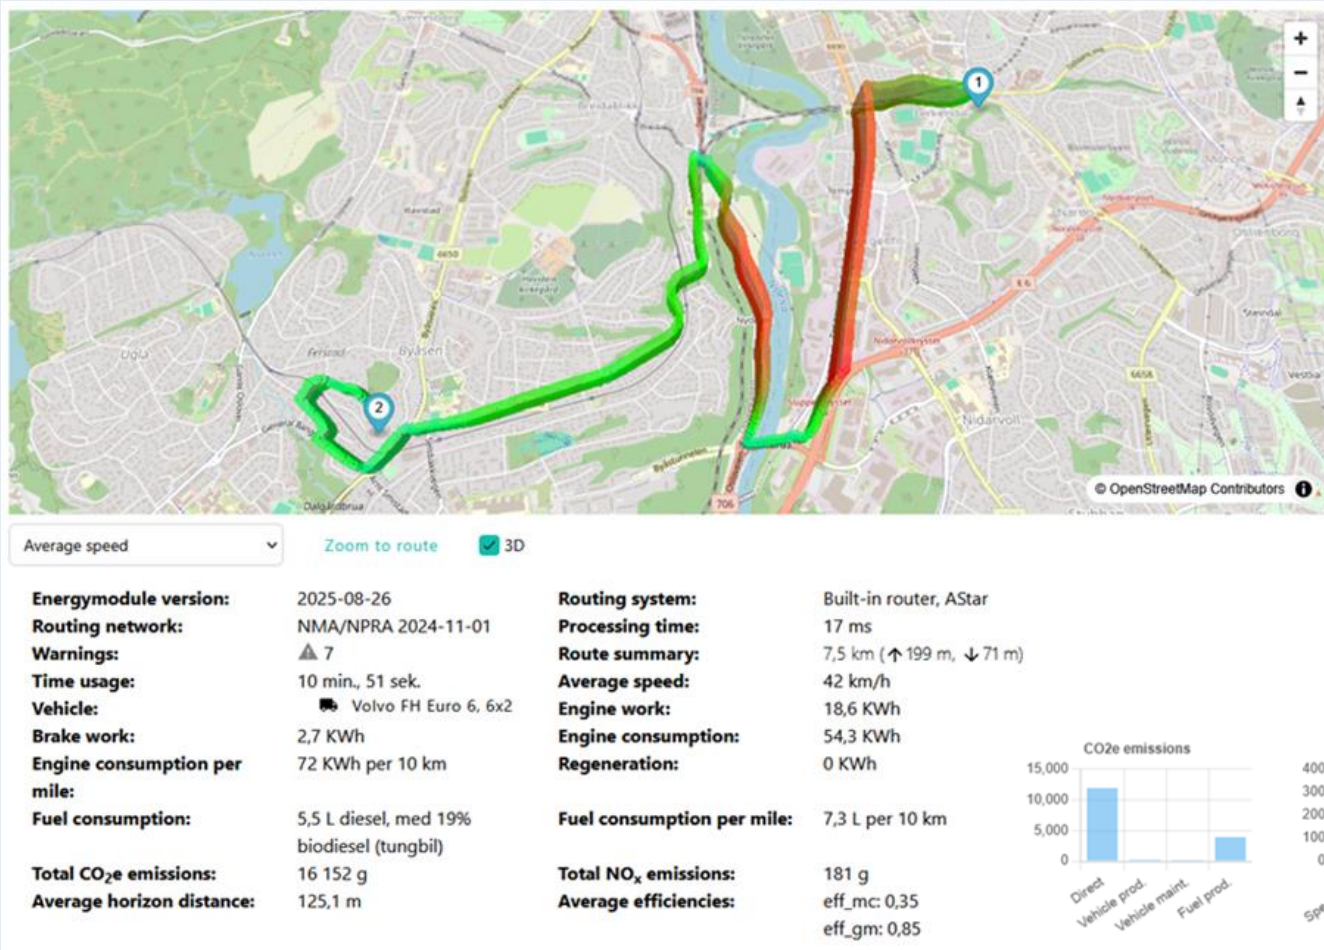 1
+
−
6650
Byåsen
2
Ugla
Ferstad
Havstad
E 6
6658
Nidarvoll
706
Dalgårdbrua
© OpenStreetMap Contributors
Average speed
Zoom to route
3D
Energymodule version: 2025-08-26 Routing system: Built-in router, AStar
Routing network: NMA/NPRA 2024-11-01 Processing time: 17 ms
Warnings: 7 Route summary: 7,5 km (↑ 199 m, ↓ 71 m)
Time usage: 10 min., 51 sek. Average speed: 42 km/h
Vehicle: Volvo FH Euro 6, 6x2 Engine work: 18,6 KWh
Brake work: 2,7 KWh Engine consumption: 54,3 KWh
Engine consumption per 72 KWh per 10 km Regeneration: 0 KWh
mile:
Fuel consumption: 5,5 L diesel, med 19% Fuel consumption per mile: 7,3 L per 10 km
biodiesel (tungbil)
Total CO₂e emissions: 16 152 g Total NOₓ emissions: 181 g
Average horizon distance: 125,1 m Average efficiencies: eff_mc: 0,35
eff_gm: 0,85
CO2e emissions
15,000
10,000
5,000
0
Direct
Vehicle prod.
Vehicle maint.
Fuel prod.
400
300
200
100
0
Spe